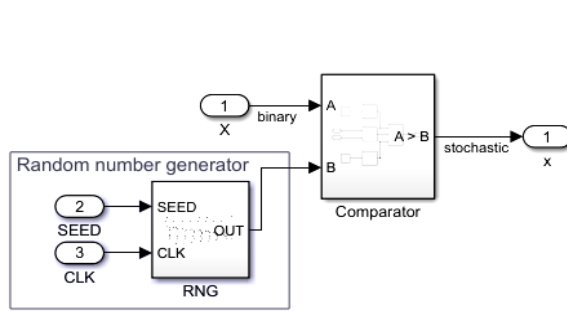 1
X
binary
A
A > B
B
Comparator
stochastic
1
x
Random number generator
2
SEED
SEED
3
CLK
CLK
OUT
RNG